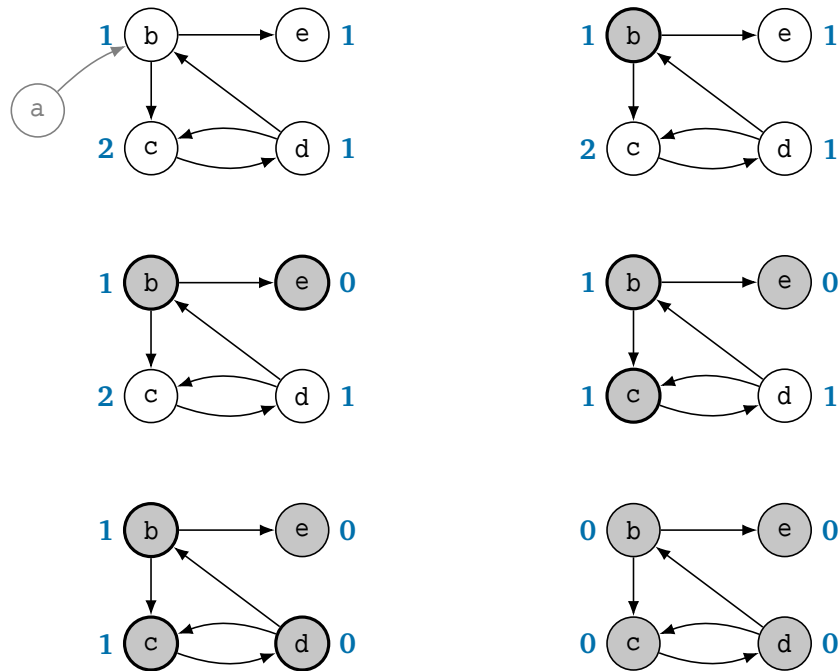 1 b e 1 1 b e 1
a
2 c d 1 2 c d 1
1 b e 0 1 b e 0
2 c d 1 1 c d 1
1 b e 0 0 b e 0
1 c d 0 0 c d 0